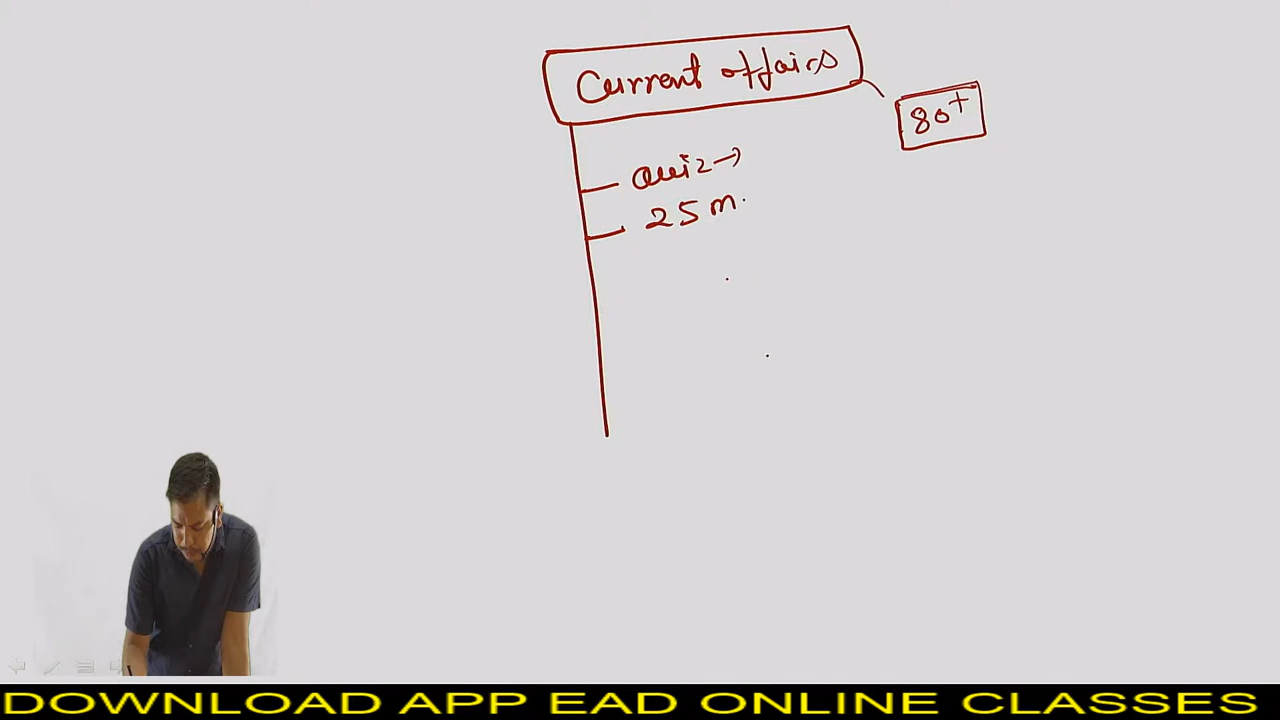 Current affairs
80+
Quiz →
25 m.
DOWNLOAD APP EAD ONLINE CLASSES